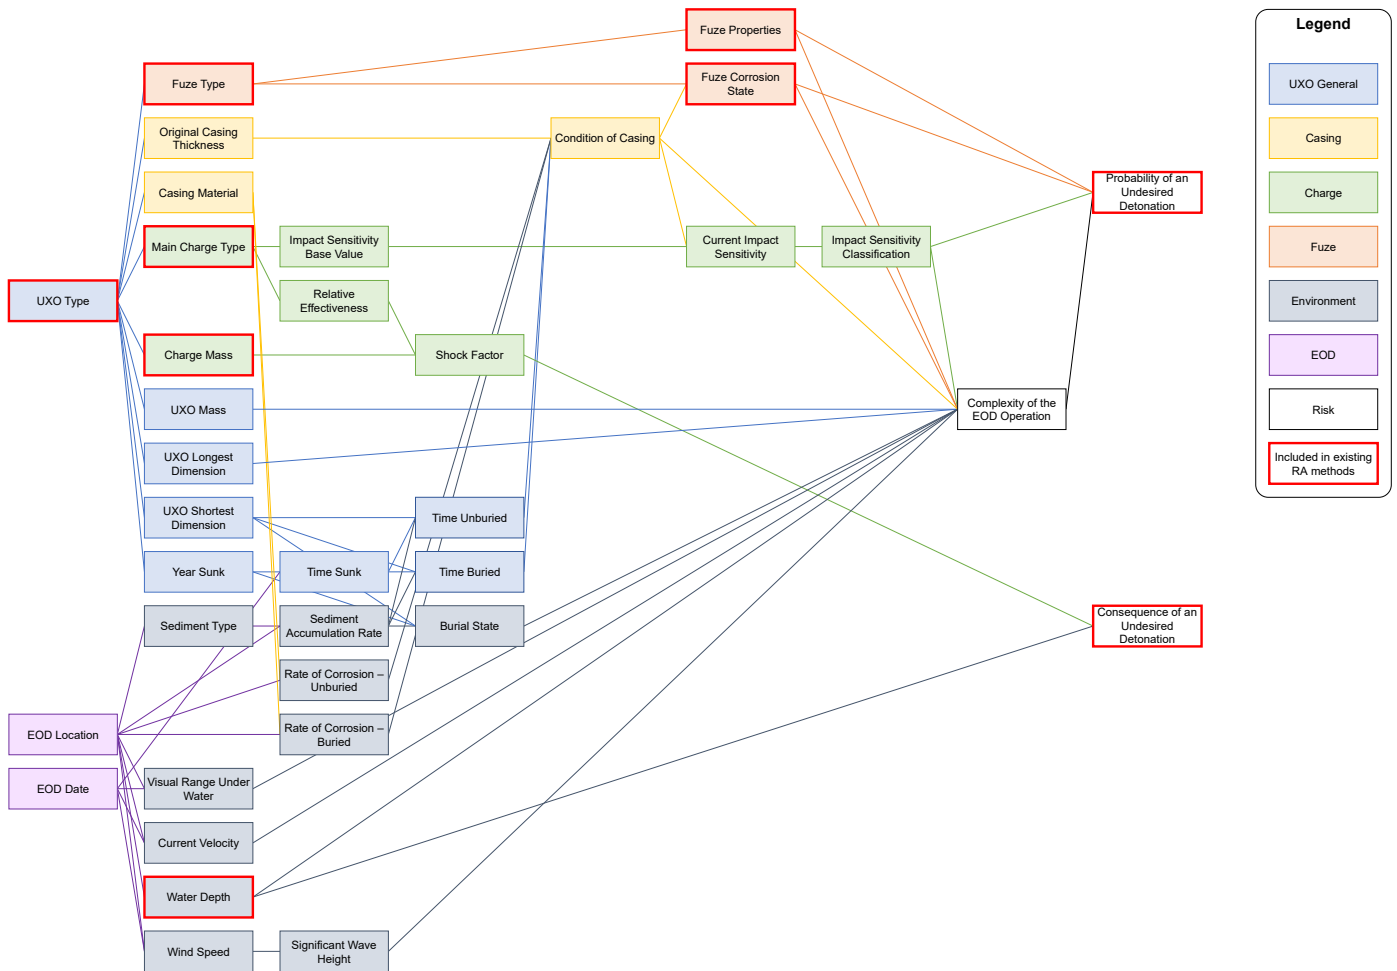 Fuze Properties
Legend
Fuze Type
Fuze Corrosion
State
UXO General
Original Casing
Thickness
Condition of Casing
Casing
Casing Material
Probability of an
Undesired
Detonation
Charge
Main Charge Type
Impact Sensitivity
Base Value
Current Impact
Sensitivity
Impact Sensitivity
Classification
Fuze
UXO Type
Relative
Effectiveness
Environment
Charge Mass
Shock Factor
EOD
UXO Mass
Complexity of the
EOD Operation
Risk
UXO Longest
Dimension
Included in existing
RA methods
UXO Shortest
Dimension
Time Unburied
Year Sunk
Time Sunk
Time Buried
Sediment Type
Sediment
Accumulation Rate
Burial State
Consequence of an
Undesired
Detonation
Rate of Corrosion –
Unburied
EOD Location
Rate of Corrosion –
Buried
EOD Date
Visual Range Under
Water
Current Velocity
Water Depth
Wind Speed
Significant Wave
Height